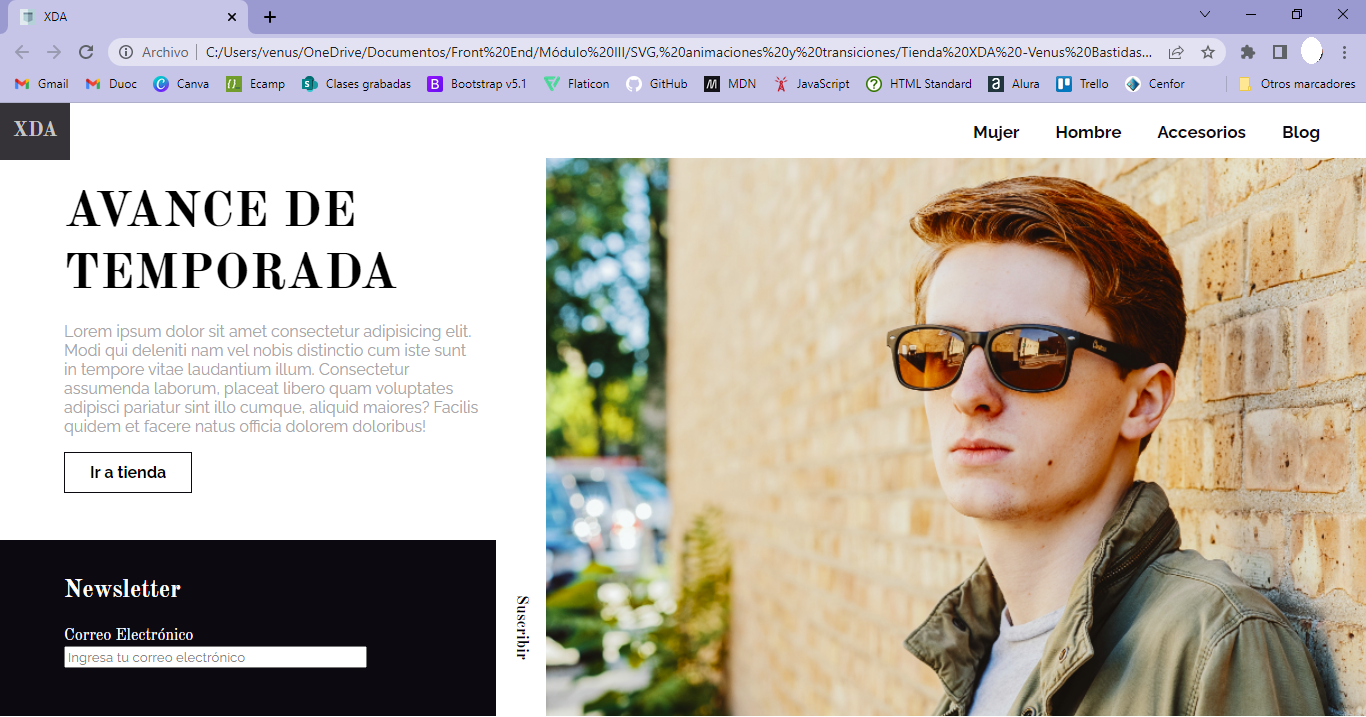 XDA
Archivo
C:/Users/venus/OneDrive/Documentos/Front%20End/Módulo%20III/SVG,%20animaciones%20y%20transiciones/Tienda%20XDA%20-Venus%20Bastidas...
Gmail
Duoc
Canva
Ecamp
Clases grabadas
Bootstrap v5.1
Flaticon
GitHub
MDN
JavaScript
HTML Standard
Alura
Trello
Cenfor
Otros marcadores
XDA
Mujer
Hombre
Accesorios
Blog
AVANCE DE
TEMPORADA
Lorem ipsum dolor sit amet consectetur adipisicing elit.
Modi qui deleniti nam vel nobis distinctio cum iste sunt
in tempore vitae laudantium illum. Consectetur
assumenda laborum, placeat libero quam voluptates
adipisci pariatur sint illo cumque, aliquid maiores? Facilis
quidem et facere natus officia dolorem doloribus!
Ir a tienda
Newsletter
Correo Electrónico
Ingresa tu correo electrónico
Suscribir